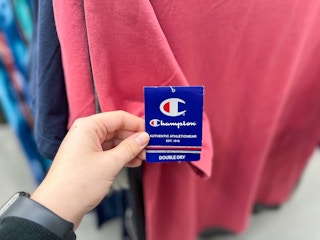 Champion
AUTHENTIC ATHLETICWEAR
EST. 1919
DOUBLE DRY